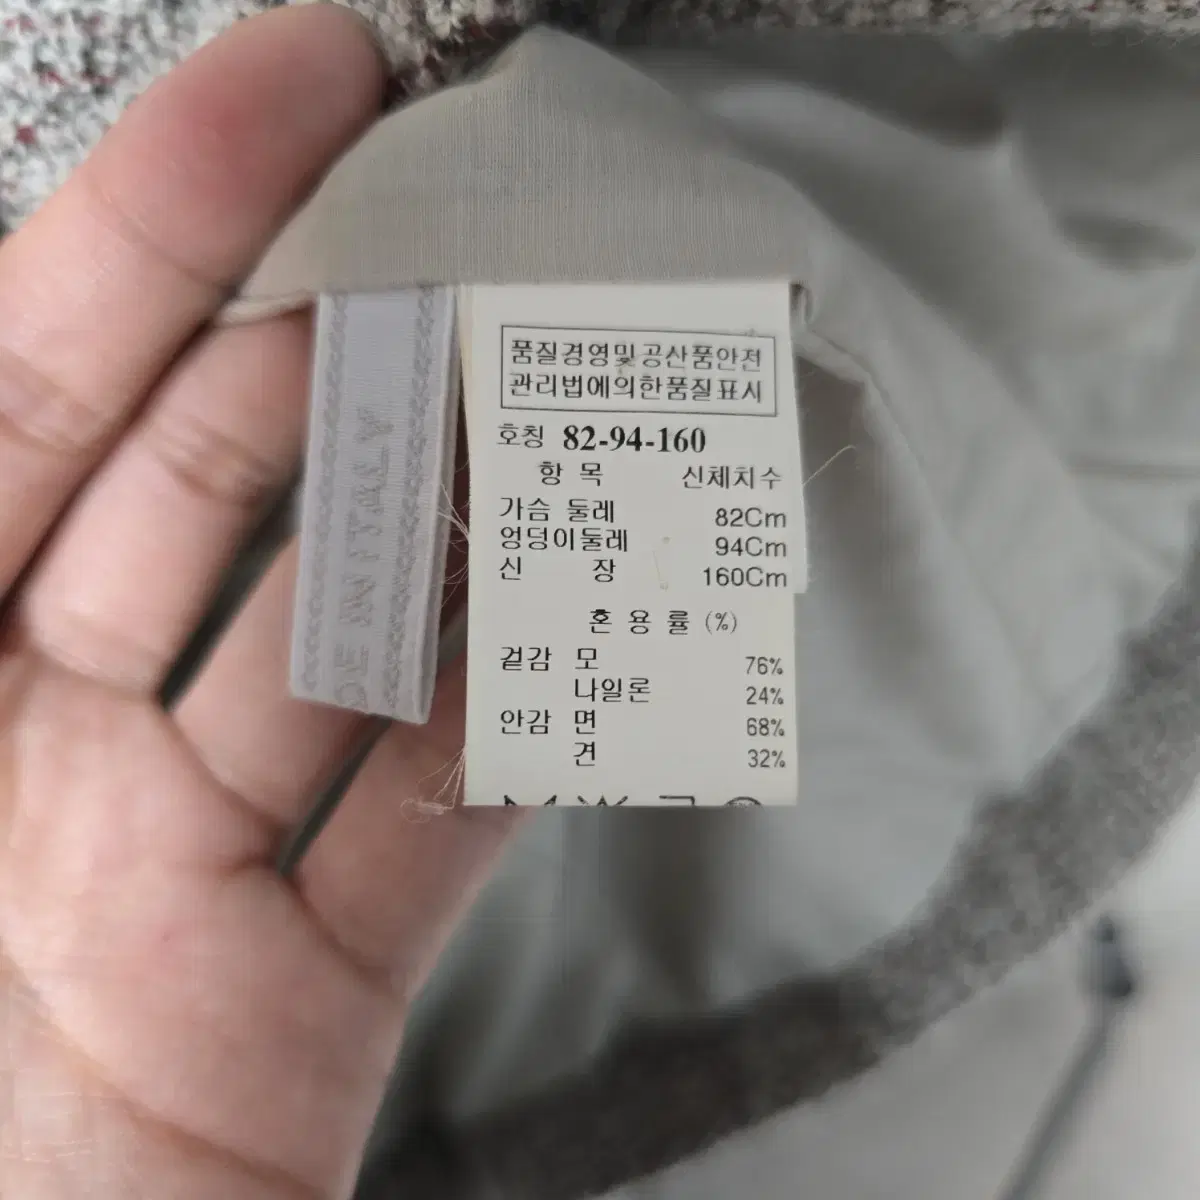 품질경영및공산품안전
관리법에의한품질표시
호칭 82-94-160
항 목 신체치수
가슴 둘레 82Cm
엉덩이둘레 94Cm
신 장 160Cm
혼 용 률 (%)
겉감 모 76%
나일론 24%
안감 면 68%
견 32%
DE IN ITALY